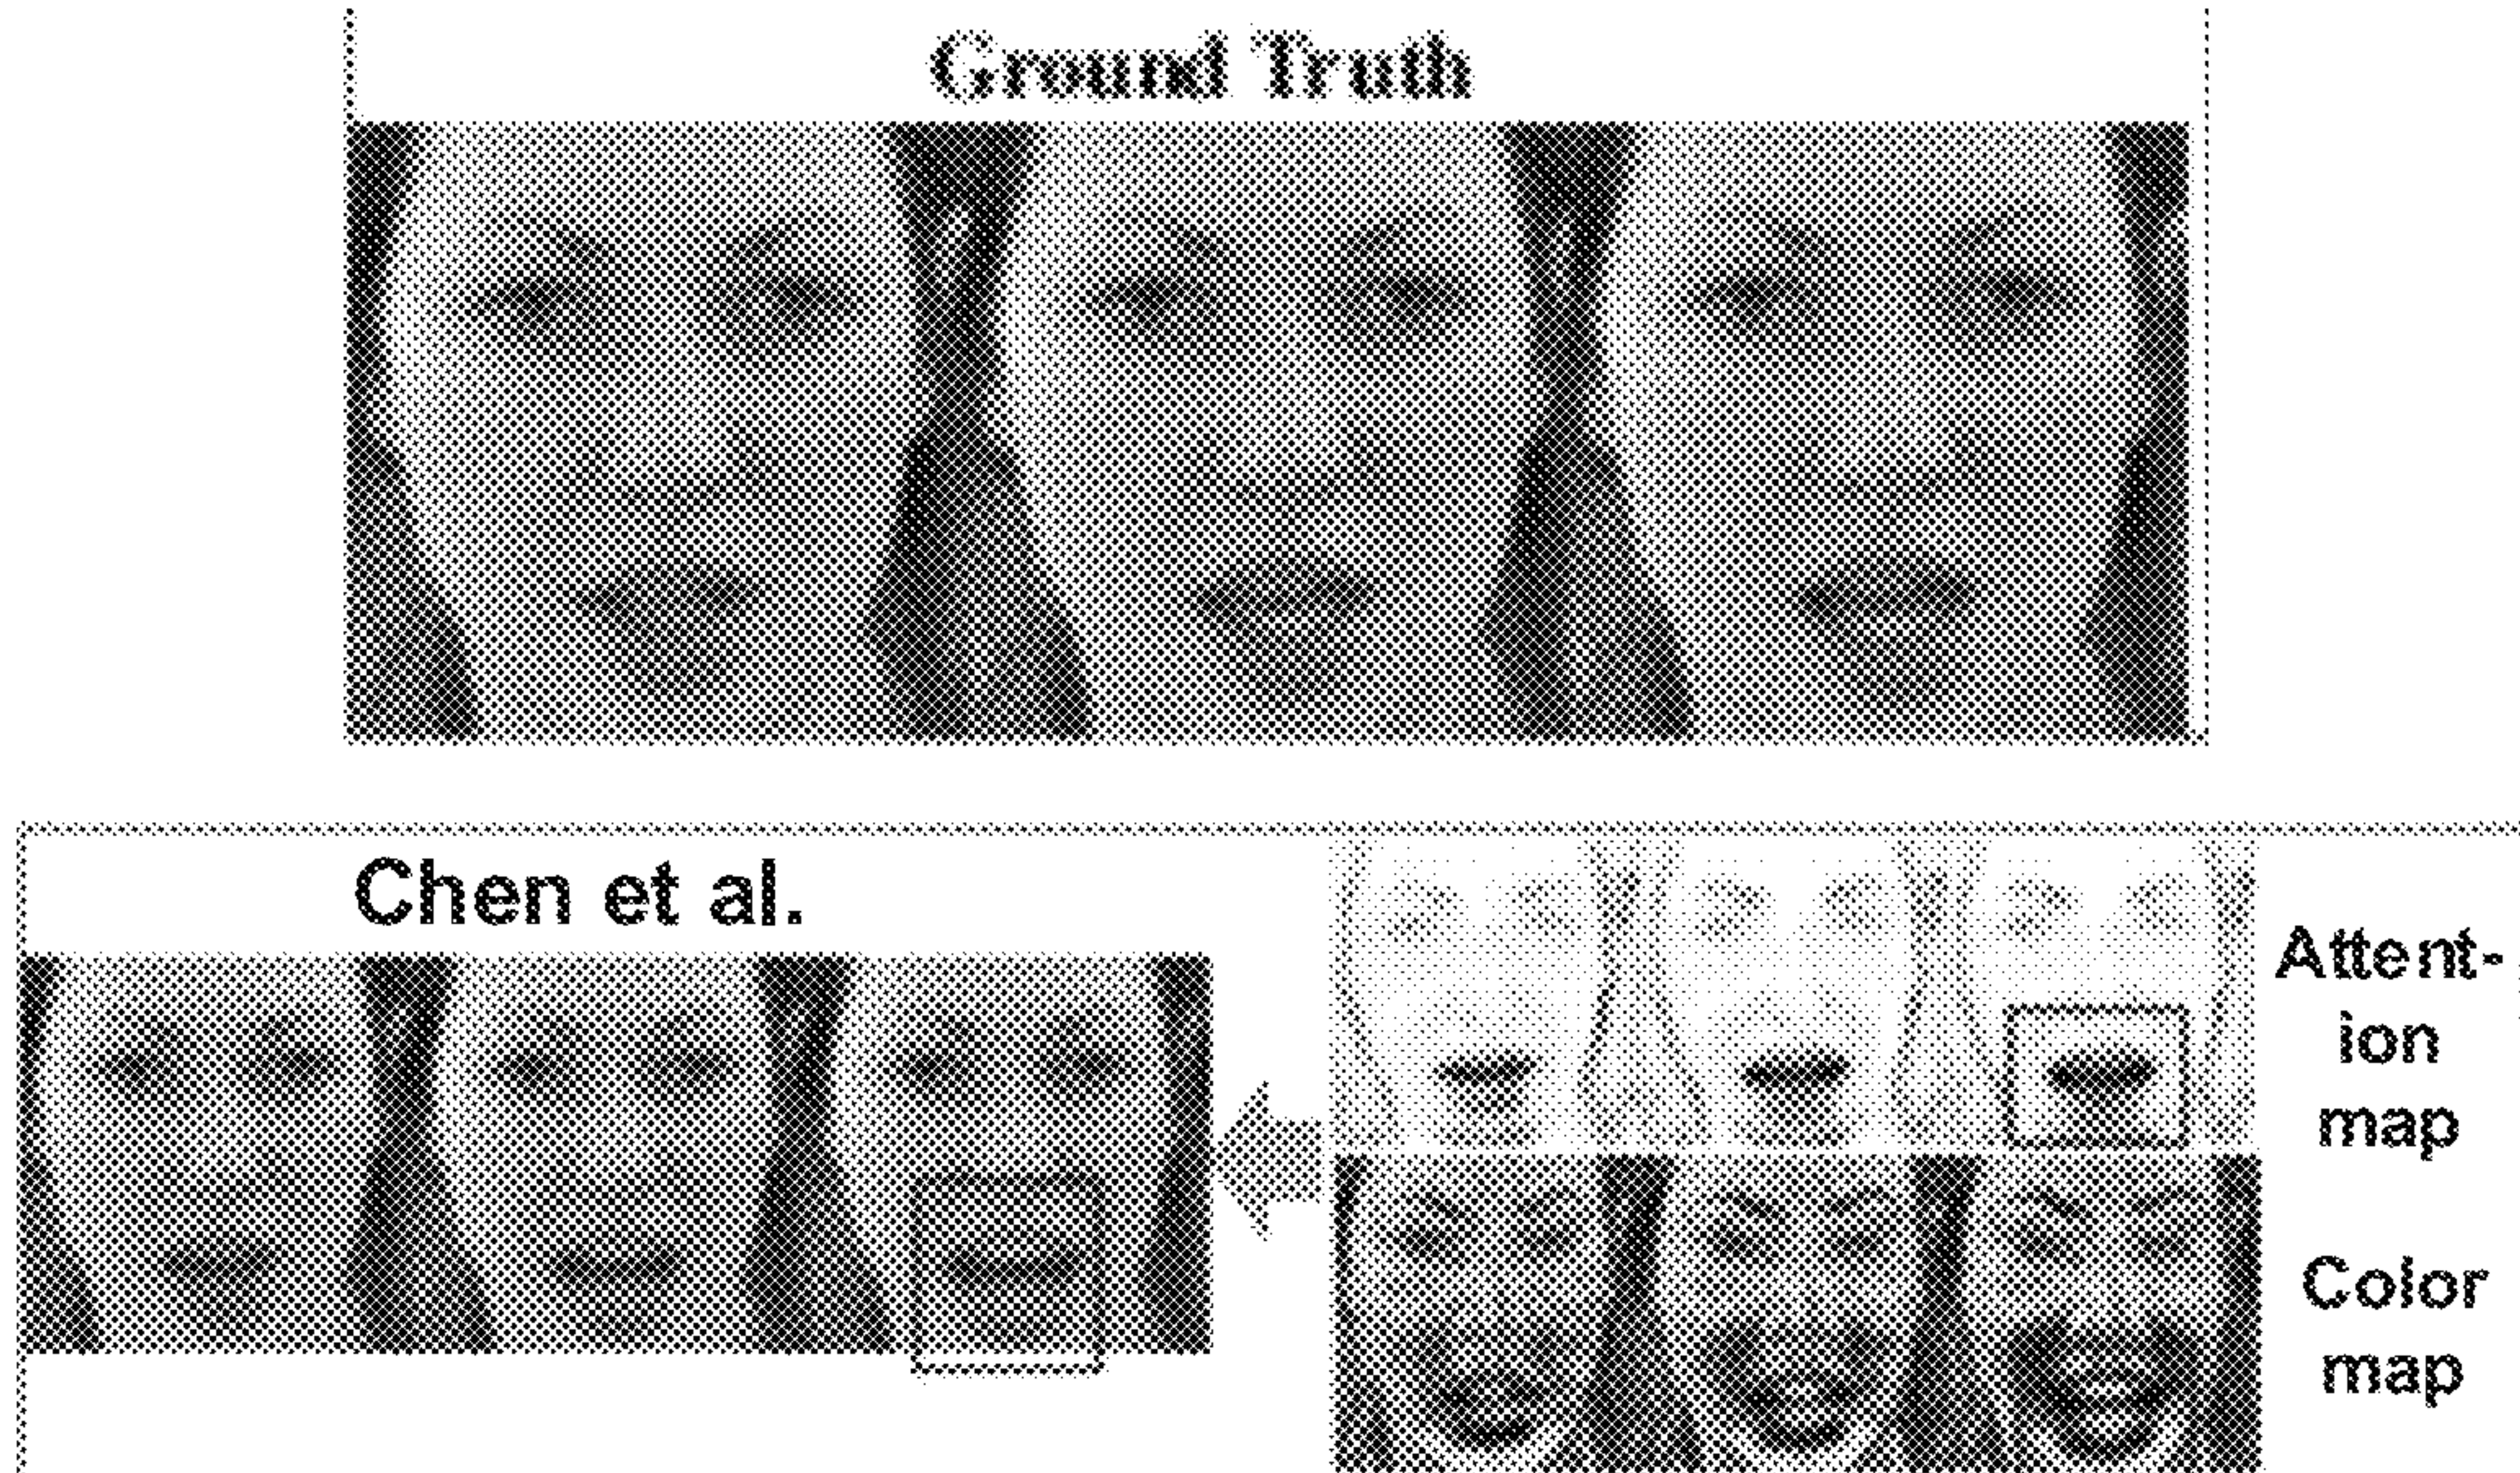 Ground Truth
Chen et al.
Attent-
ion
map
Color
map